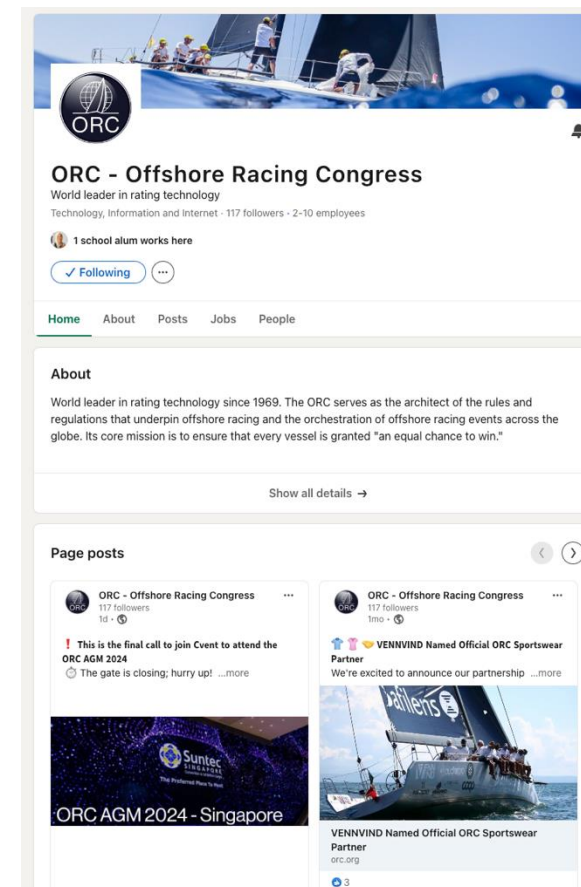 ORC
ORC - Offshore Racing Congress
World leader in rating technology
Technology, Information and Internet · 117 followers · 2-10 employees
1 school alum works here
✓ Following
Home About Posts Jobs People
About
World leader in rating technology since 1969. The ORC serves as the architect of the rules and
regulations that underpin offshore racing and the orchestration of offshore racing events across the
globe. Its core mission is to ensure that every vessel is granted "an equal chance to win."
Show all details →
Page posts
ORC
ORC - Offshore Racing Congress
117 followers
1d
❗ This is the final call to join Cvent to attend the
ORC AGM 2024
⏱️ The gate is closing; hurry up! ...more
Suntec
SINGAPORE
The Preferred Place To Meet
ORC AGM 2024 - Singapore
ORC
ORC - Offshore Racing Congress
117 followers
1mo
👕 👚 🤝 VENNVIND Named Official ORC Sportswear
Partner
We're excited to announce our partnership ...more
afilens
VENNVIND Named Official ORC Sportswear
Partner
orc.org
3